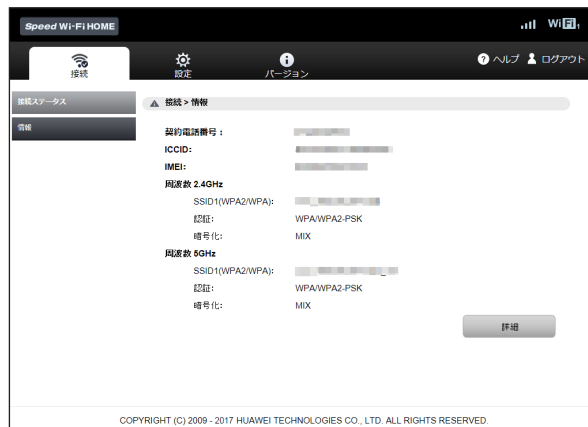 Speed Wi-Fi HOME
WiFi 1
接続
設定
バージョン
? ヘルプ
ログアウト
接続ステータス
情報
接続 > 情報
契約電話番号：
ICCID:
IMEI:
周波数 2.4GHz
SSID1(WPA2/WPA):
認証: WPA/WPA2-PSK
暗号化: MIX
周波数 5GHz
SSID1(WPA2/WPA):
認証: WPA/WPA2-PSK
暗号化: MIX
詳細
COPYRIGHT (C) 2009 - 2017 HUAWEI TECHNOLOGIES CO., LTD. ALL RIGHTS RESERVED.